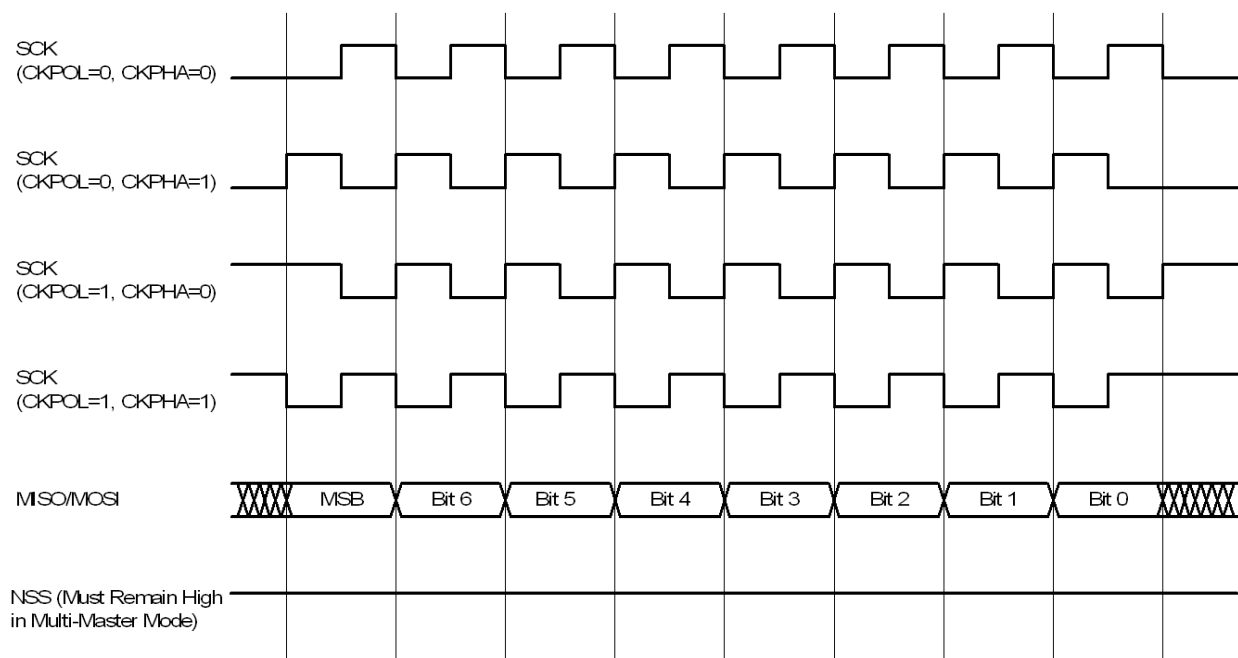 SCK
(CKPOL=0, CKPHA=0)
SCK
(CKPOL=0, CKPHA=1)
SCK
(CKPOL=1, CKPHA=0)
SCK
(CKPOL=1, CKPHA=1)
MISO/MOSI
MSB Bit 6 Bit 5 Bit 4 Bit 3 Bit 2 Bit 1 Bit 0
NSS (Must Remain High
in Multi-Master Mode)